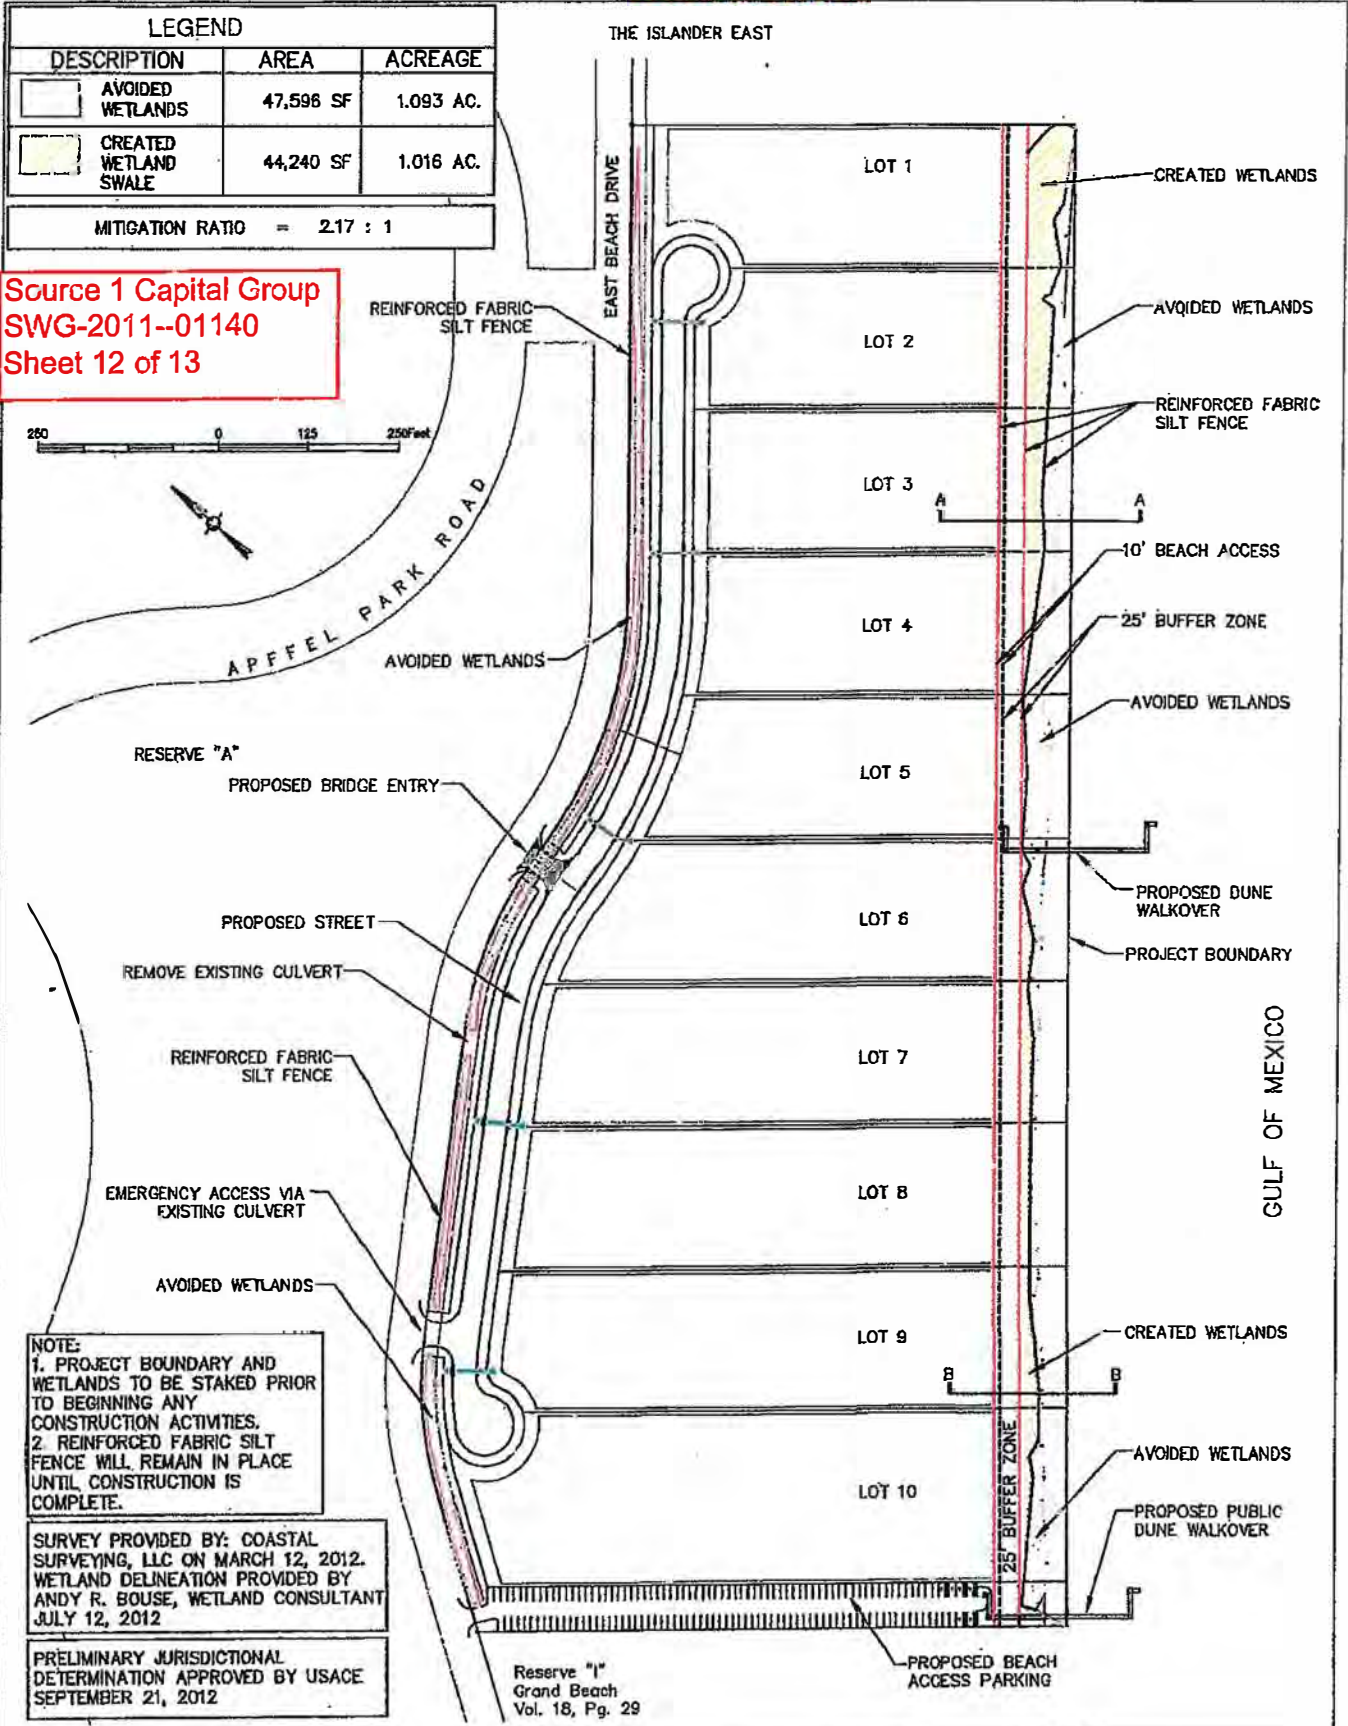 LEGEND
DESCRIPTION AREA ACREAGE
AVOIDED
WETLANDS
47,596 SF 1.093 AC.
CREATED
WETLAND
SWALE
44,240 SF 1.016 AC.
MITIGATION RATIO = 2.17 : 1
Source 1 Capital Group
SWG-2011--01140
Sheet 12 of 13
250 0 125 250Feet
THE ISLANDER EAST
EAST BEACH DRIVE
REINFORCED FABRIC
SILT FENCE
APFFEL PARK ROAD
AVOIDED WETLANDS
RESERVE "A"
PROPOSED BRIDGE ENTRY
PROPOSED STREET
REMOVE EXISTING CULVERT
REINFORCED FABRIC
SILT FENCE
EMERGENCY ACCESS VIA
EXISTING CULVERT
AVOIDED WETLANDS
LOT 1
LOT 2
LOT 3
LOT 4
LOT 5
LOT 6
LOT 7
LOT 8
LOT 9
LOT 10
CREATED WETLANDS
AVOIDED WETLANDS
REINFORCED FABRIC
SILT FENCE
A A
10' BEACH ACCESS
25' BUFFER ZONE
AVOIDED WETLANDS
PROPOSED DUNE
WALKOVER
PROJECT BOUNDARY
GULF OF MEXICO
CREATED WETLANDS
B B
25' BUFFER ZONE
AVOIDED WETLANDS
PROPOSED PUBLIC
DUNE WALKOVER
PROPOSED BEACH
ACCESS PARKING
Reserve "I"
Grand Beach
Vol. 18, Pg. 29
NOTE:
1. PROJECT BOUNDARY AND
WETLANDS TO BE STAKED PRIOR
TO BEGINNING ANY
CONSTRUCTION ACTIVITIES.
2. REINFORCED FABRIC SILT
FENCE WILL REMAIN IN PLACE
UNTIL CONSTRUCTION IS
COMPLETE.
SURVEY PROVIDED BY: COASTAL
SURVEYING, LLC ON MARCH 12, 2012.
WETLAND DELINEATION PROVIDED BY
ANDY R. BOUSE, WETLAND CONSULTANT
JULY 12, 2012
PRELIMINARY JURISDICTIONAL
DETERMINATION APPROVED BY USACE
SEPTEMBER 21, 2012